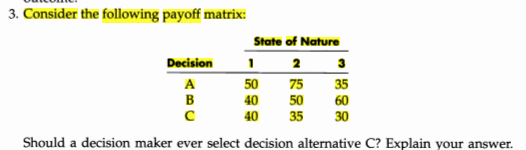 3. Consider the following payoff matrix:
State of Nature
Decision 1 2 3
A 50 75 35
B 40 50 60
C 40 35 30
Should a decision maker ever select decision alternative C? Explain your answer.